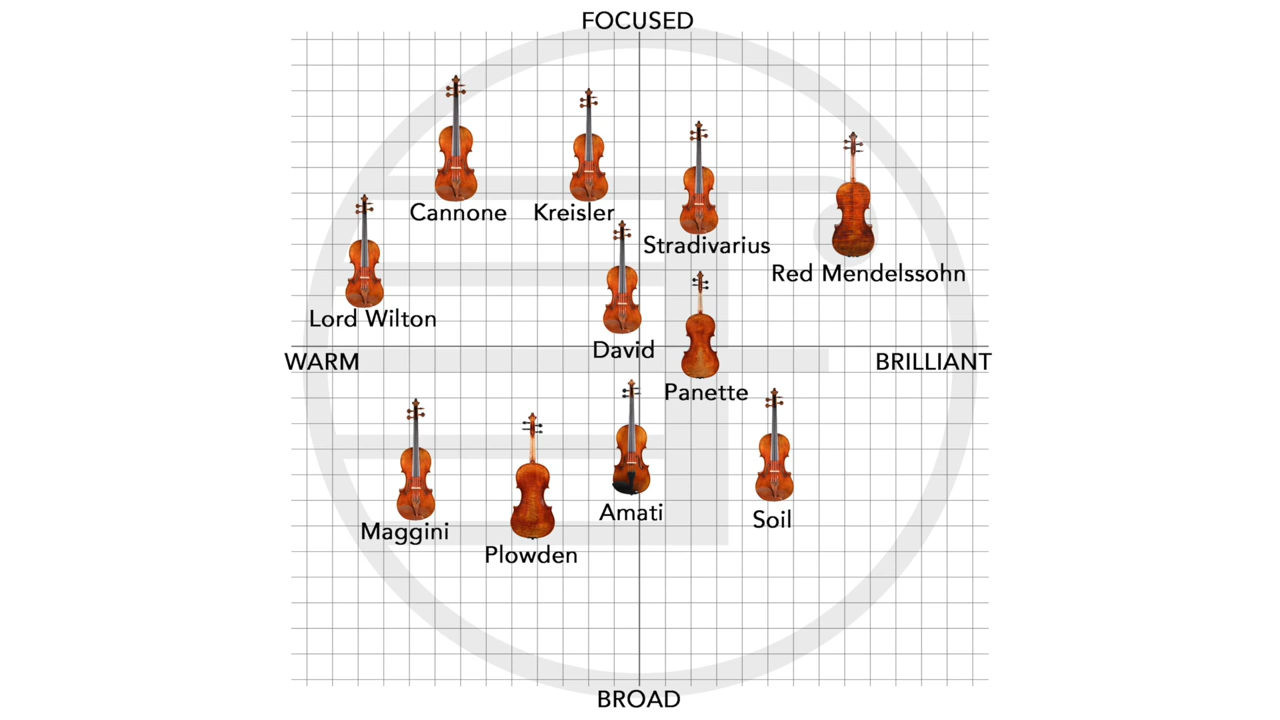 FOCUSED
Cannone
Kreisler
Stradivarius
Red Mendelssohn
Lord Wilton
David
WARM
BRILLIANT
Panette
Amati
Soil
Maggini
Plowden
BROAD